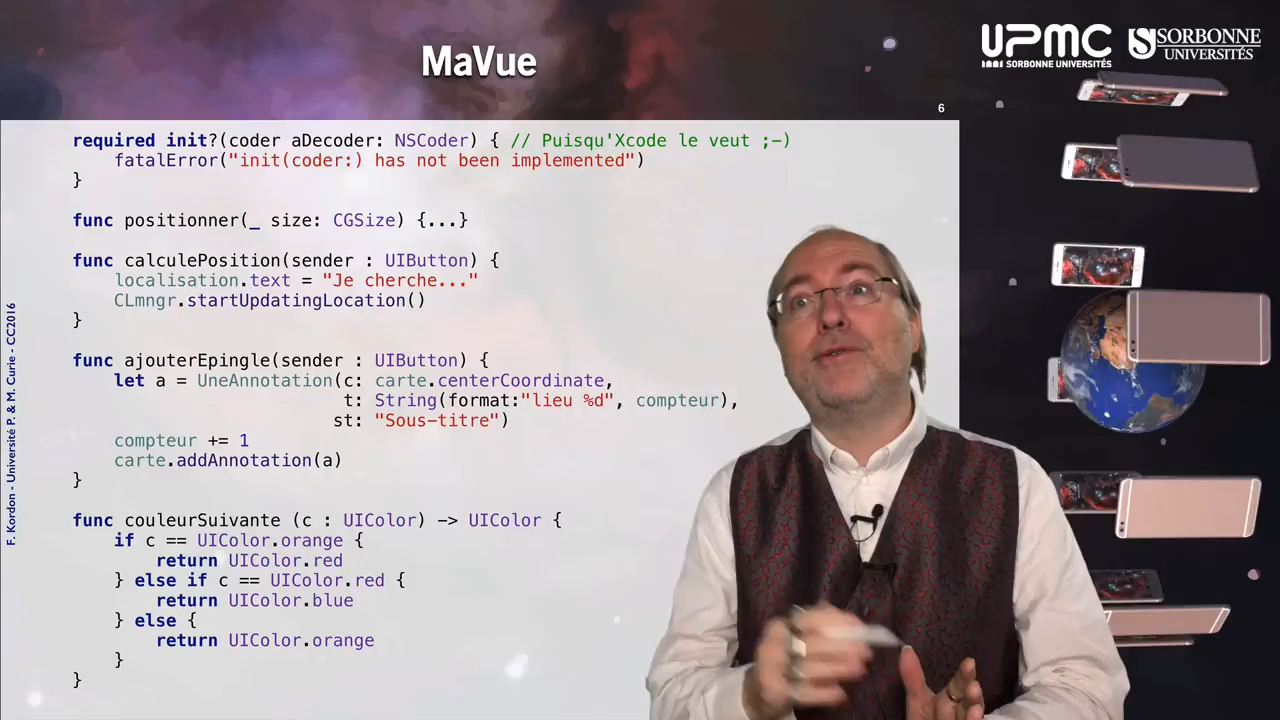 MaVue
UPMC
SORBONNE UNIVERSITÉS
SORBONNE
UNIVERSITÉS
6
required init?(coder aDecoder: NSCoder) { // Puisqu'Xcode le veut ;-)
fatalError("init(coder:) has not been implemented")
}
func positionner(_ size: CGSize) {...}
func calculePosition(sender : UIButton) {
localisation.text = "Je cherche..."
CLmngr.startUpdatingLocation()
}
func ajouterEpingle(sender : UIButton) {
let a = UneAnnotation(c: carte.centerCoordinate,
t: String(format:"lieu %d", compteur),
st: "Sous-titre")
compteur += 1
carte.addAnnotation(a)
}
func couleurSuivante (c : UIColor) -> UIColor {
if c == UIColor.orange {
return UIColor.red
} else if c == UIColor.red {
return UIColor.blue
} else {
return UIColor.orange
}
}
F. Kordon - Université P. & M. Curie - CC2016